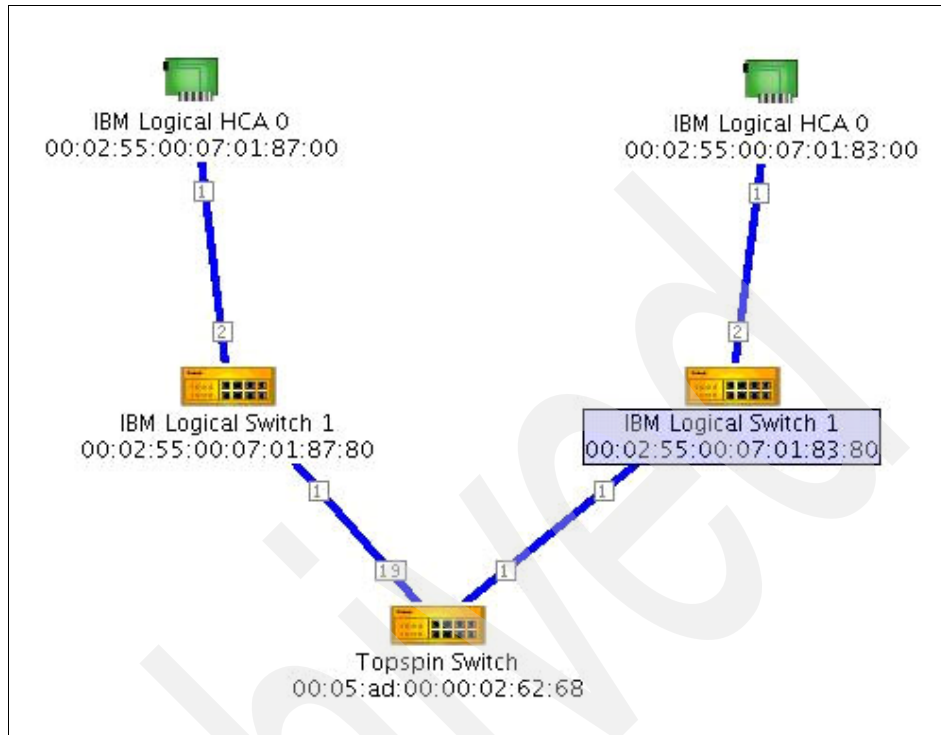 IBM Logical HCA 0
00:02:55:00:07:01:87:00
IBM Logical HCA 0
00:02:55:00:07:01:83:00
1
1
2
2
IBM Logical Switch 1
00:02:55:00:07:01:87:80
IBM Logical Switch 1
00:02:55:00:07:01:83:80
1
1
19
1
Topspin Switch
00:05:ad:00:00:02:62:68
hived